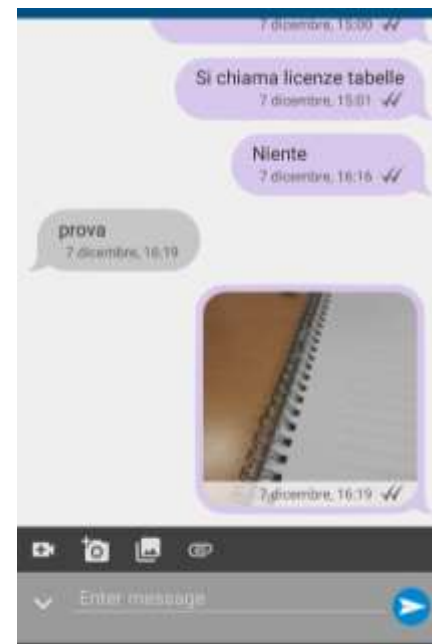 7 dicembre, 15:00
Si chiama licenze tabelle
7 dicembre, 15:01
Niente
7 dicembre, 16:16
prova
7 dicembre, 16:19
7 dicembre, 16:19
Enter message